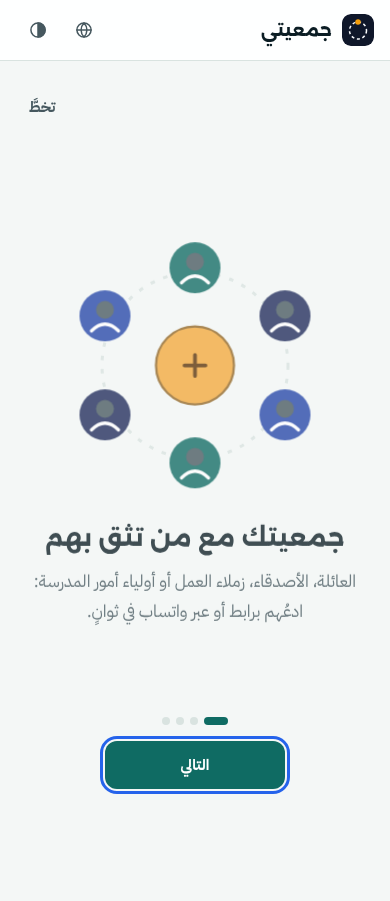 جمعيتي
تخطَّ
جمعيتك مع من تثق بهم
العائلة، الأصدقاء، زملاء العمل أو أولياء أمور المدرسة:
ادعُهم برابط أو عبر واتساب في ثوانٍ.
التالي